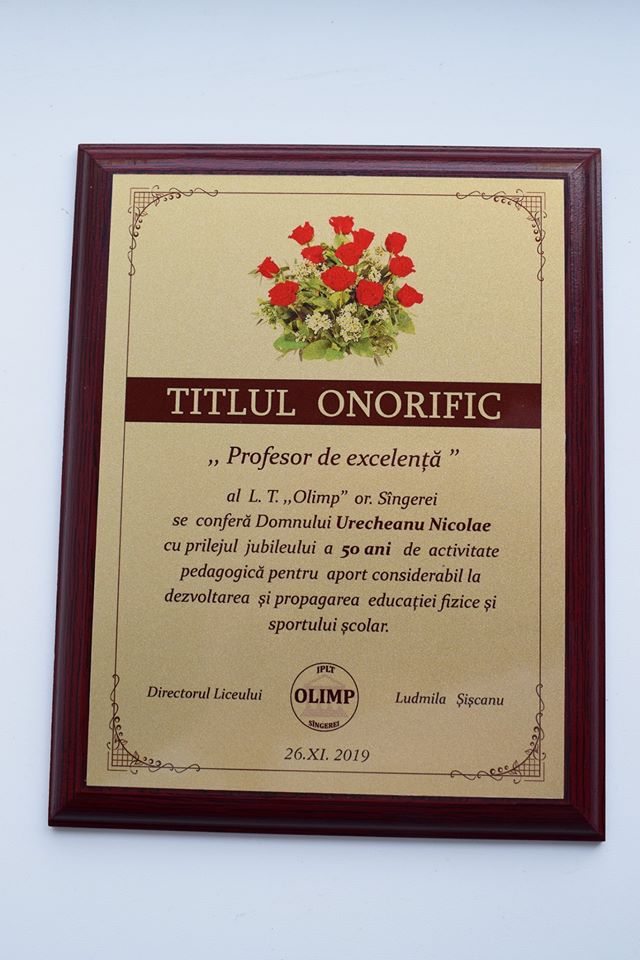 TITLUL ONORIFIC
,, Profesor de excelență ”
al L. T. ,,Olimp” or. Sîngerei
se conferă Domnului Urecheanu Nicolae
cu prilejul jubileului a 50 ani de activitate
pedagogică pentru aport considerabil la
dezvoltarea și propagarea educației fizice și
sportului școlar.
IPLT
Directorul Liceului OLIMP Ludmila Șișcanu
SÎNGEREI
26.XI. 2019